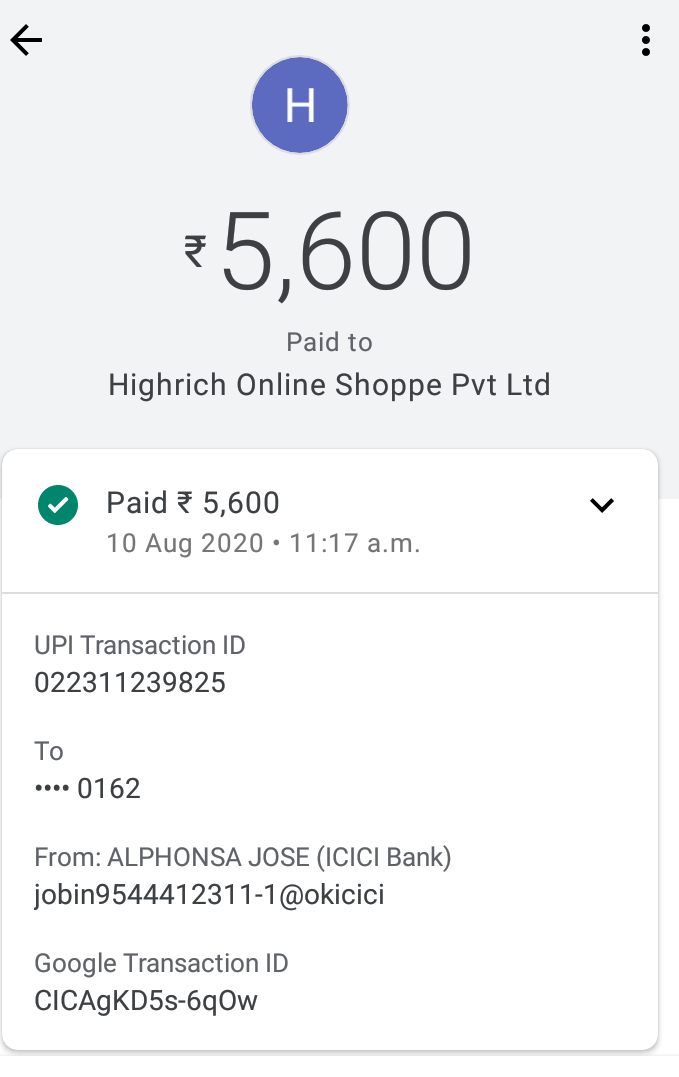 H
₹5,600
Paid to
Highrich Online Shoppe Pvt Ltd
Paid ₹ 5,600
10 Aug 2020 • 11:17 a.m.
UPI Transaction ID
022311239825
To
•••• 0162
From: ALPHONSA JOSE (ICICI Bank)
jobin9544412311-1@okicici
Google Transaction ID
CICAgKD5s-6qOw